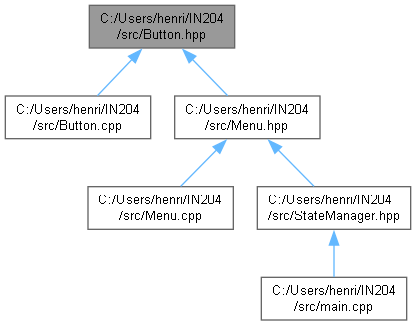 C:/Users/henri/IN204
/src/Button.hpp
C:/Users/henri/IN204
/src/Button.cpp
C:/Users/henri/IN204
/src/Menu.hpp
C:/Users/henri/IN204
/src/Menu.cpp
C:/Users/henri/IN204
/src/StateManager.hpp
C:/Users/henri/IN204
/src/main.cpp